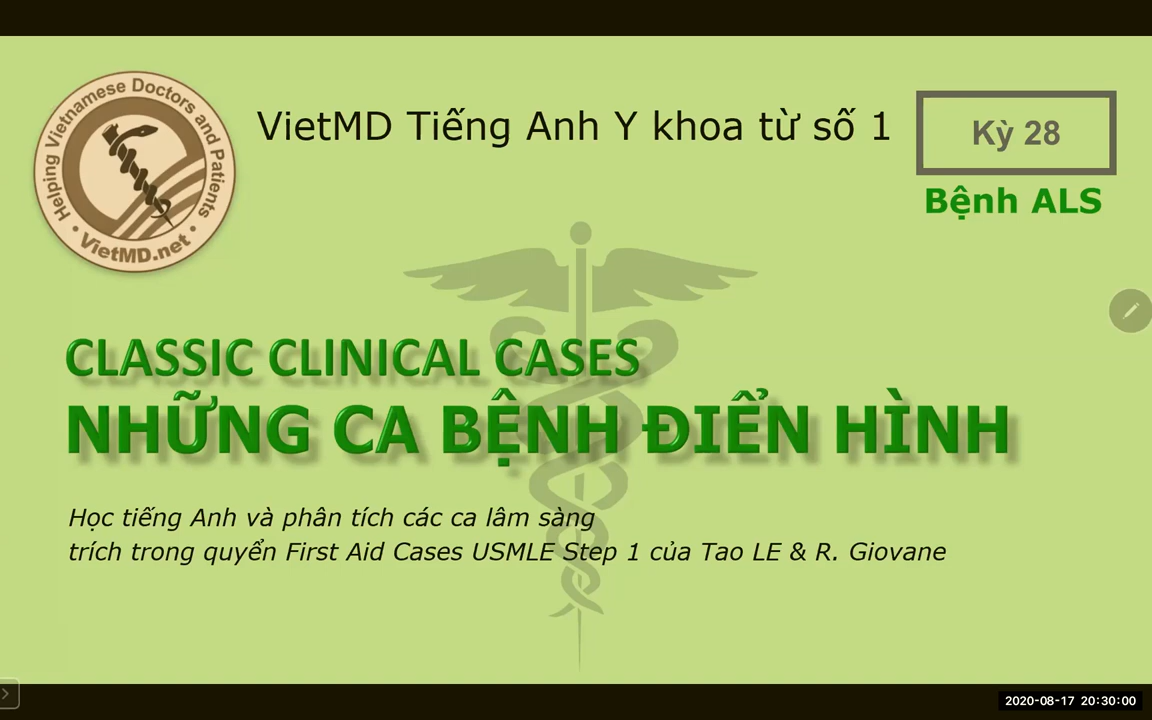 Helping Vietnamese Doctors and Patients
• VietMD.net •
VietMD Tiếng Anh Y khoa từ số 1
Kỳ 28
Bệnh ALS
CLASSIC CLINICAL CASES
NHỮNG CA BỆNH ĐIỂN HÌNH
Học tiếng Anh và phân tích các ca lâm sàng
trích trong quyển First Aid Cases USMLE Step 1 của Tao LE & R. Giovane
2020-08-17 20:30:00